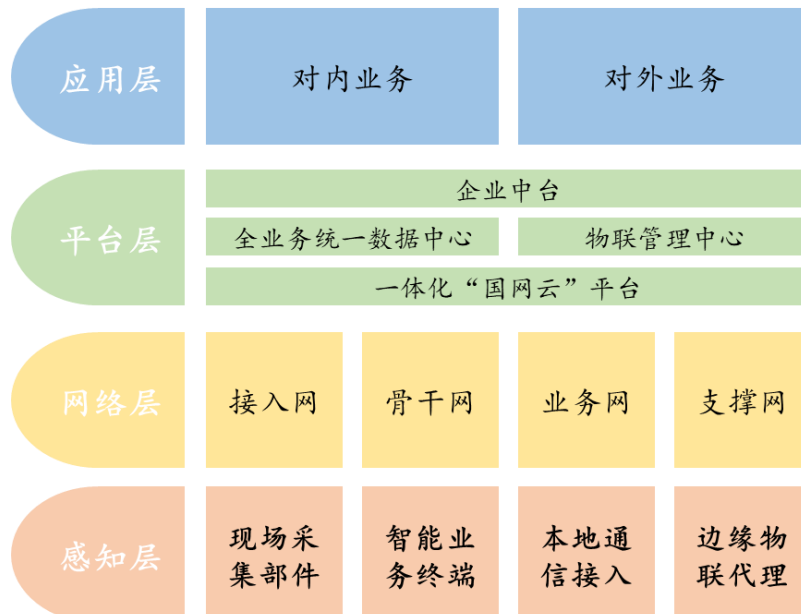 应用层
对内业务
对外业务
平台层
企业中台
全业务统一数据中心
物联管理中心
一体化“国网云”平台
网络层
接入网
骨干网
业务网
支撑网
感知层
现场采
集部件
智能业
务终端
本地通
信接入
边缘物
联代理